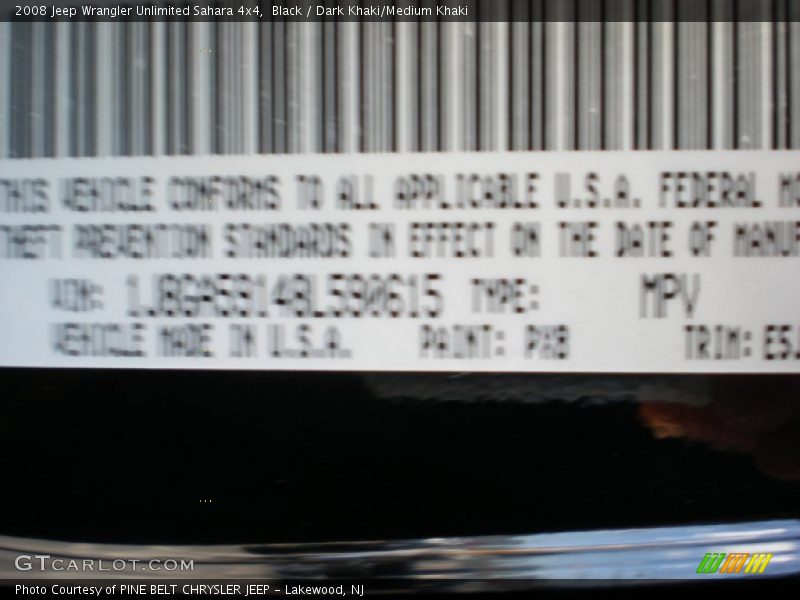 2008 Jeep Wrangler Unlimited Sahara 4x4, Black / Dark Khaki/Medium Khaki
THIS VEHICLE CONFORMS TO ALL APPLICABLE U.S.A. FEDERAL
THEFT PREVENTION STANDARDS IN EFFECT ON THE DATE OF
VIN: 1J8GA59148L590615 TYPE: MPV
VEHICLE MADE IN U.S.A. PAINT: PX8 TRIM:
GTCARLOT.COM
Photo Courtesy of PINE BELT CHRYSLER JEEP - Lakewood, NJ